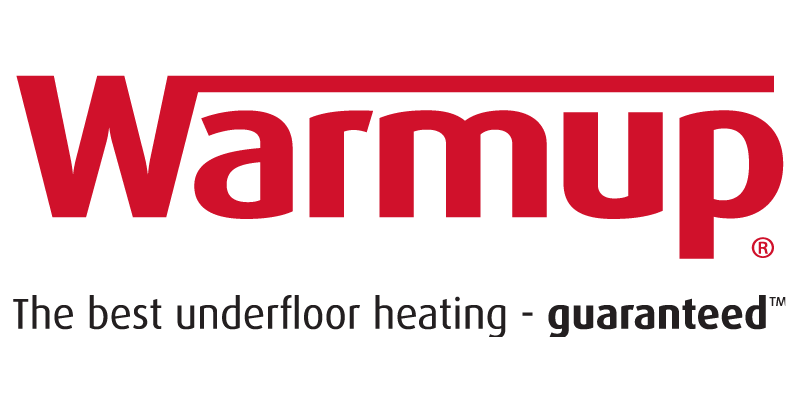 Warmup®
The best underfloor heating - guaranteed™